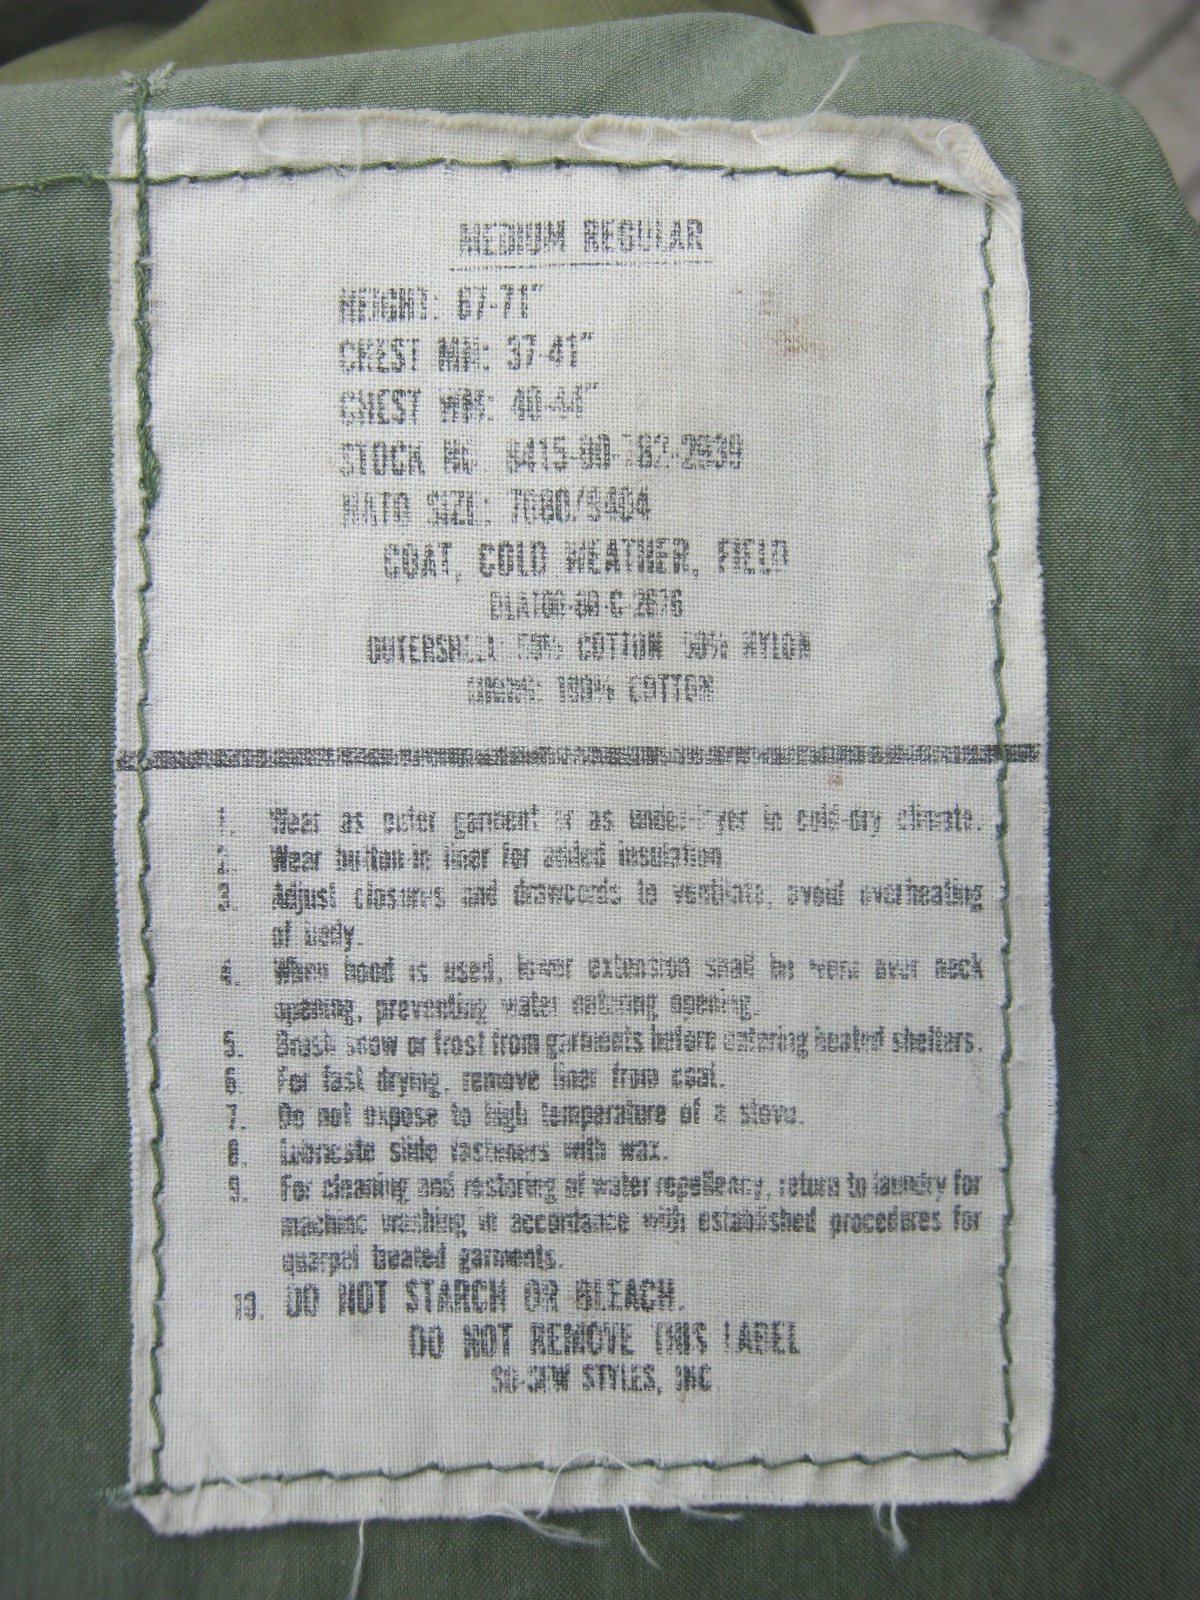 MEDIUM REGULAR
HEIGHT: 67-71"
CHEST MN: 37-41"
CHEST WM: 40-44"
STOCK NO. 8415-00-782-2939
NATO SIZE: 7080/9404
COAT, COLD WEATHER, FIELD
DLA100-80-C-2676
OUTERSHELL: 50% COTTON 50% NYLON
LINING: 100% COTTON
1. Wear as outer garment or as under-layer in cold-dry climate.
2. Wear button in liner for added insulation
3. Adjust closures and drawcords to ventilate, avoid overheating
of body.
4. When hood is used, lower extension shall be worn over neck
opening, preventing water entering opening.
5. Brush snow or frost from garments before entering heated shelters.
6. For fast drying, remove liner from coat.
7. Do not expose to high temperature of a stove.
8. Lubricate slide fasteners with wax.
9. For cleaning and restoring of water repellency, return to laundry for
machine washing in accordance with established procedures for
quarpel treated garments.
10. DO NOT STARCH OR BLEACH.
DO NOT REMOVE THIS LABEL
SO-SEW STYLES, INC